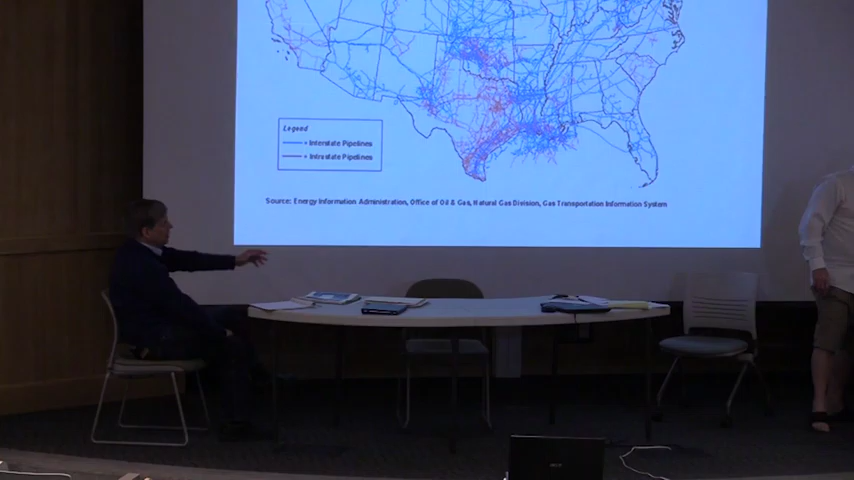 Legend
= Interstate Pipelines
= Intrastate Pipelines
Source: Energy Information Administration, Office of Oil & Gas, Natural Gas Division, Gas Transportation Information System